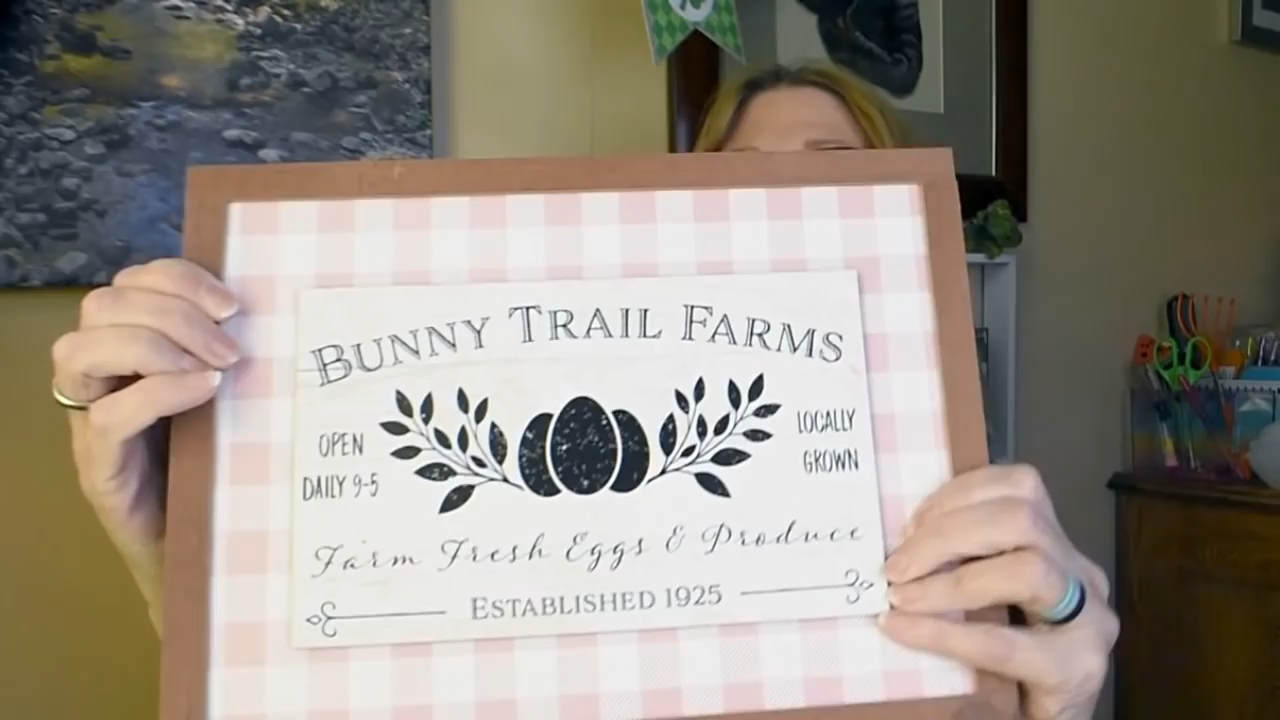 BUNNY TRAIL FARMS
OPEN
DAILY 9-5
LOCALLY
GROWN
Farm Fresh Eggs & Produce
ESTABLISHED 1925